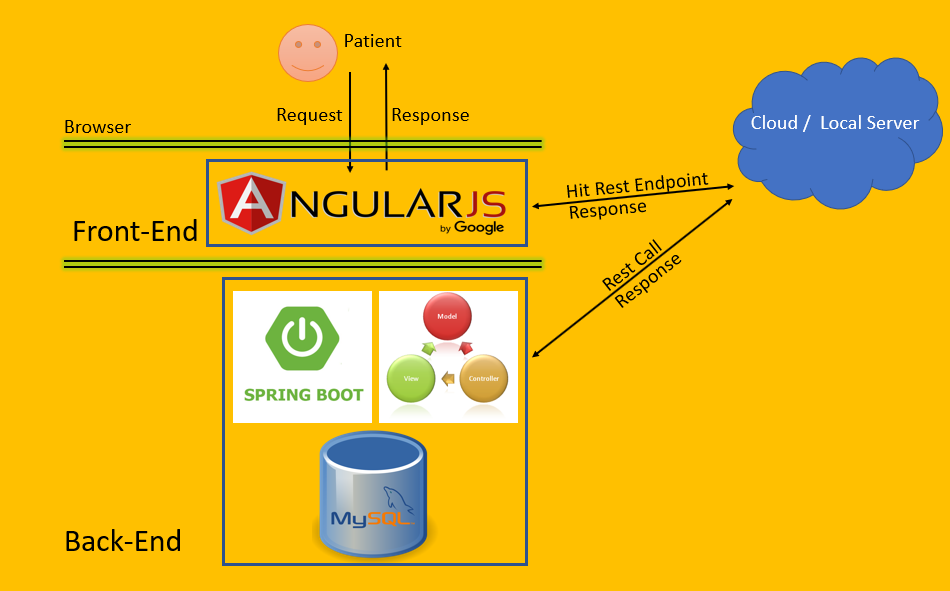 Patient
Request
Response
Browser
Cloud / Local Server
ANGULARJS
by Google
Hit Rest Endpoint
Response
Front-End
Rest Call
Response
SPRING BOOT
Model
View
Controller
MySQL
Back-End